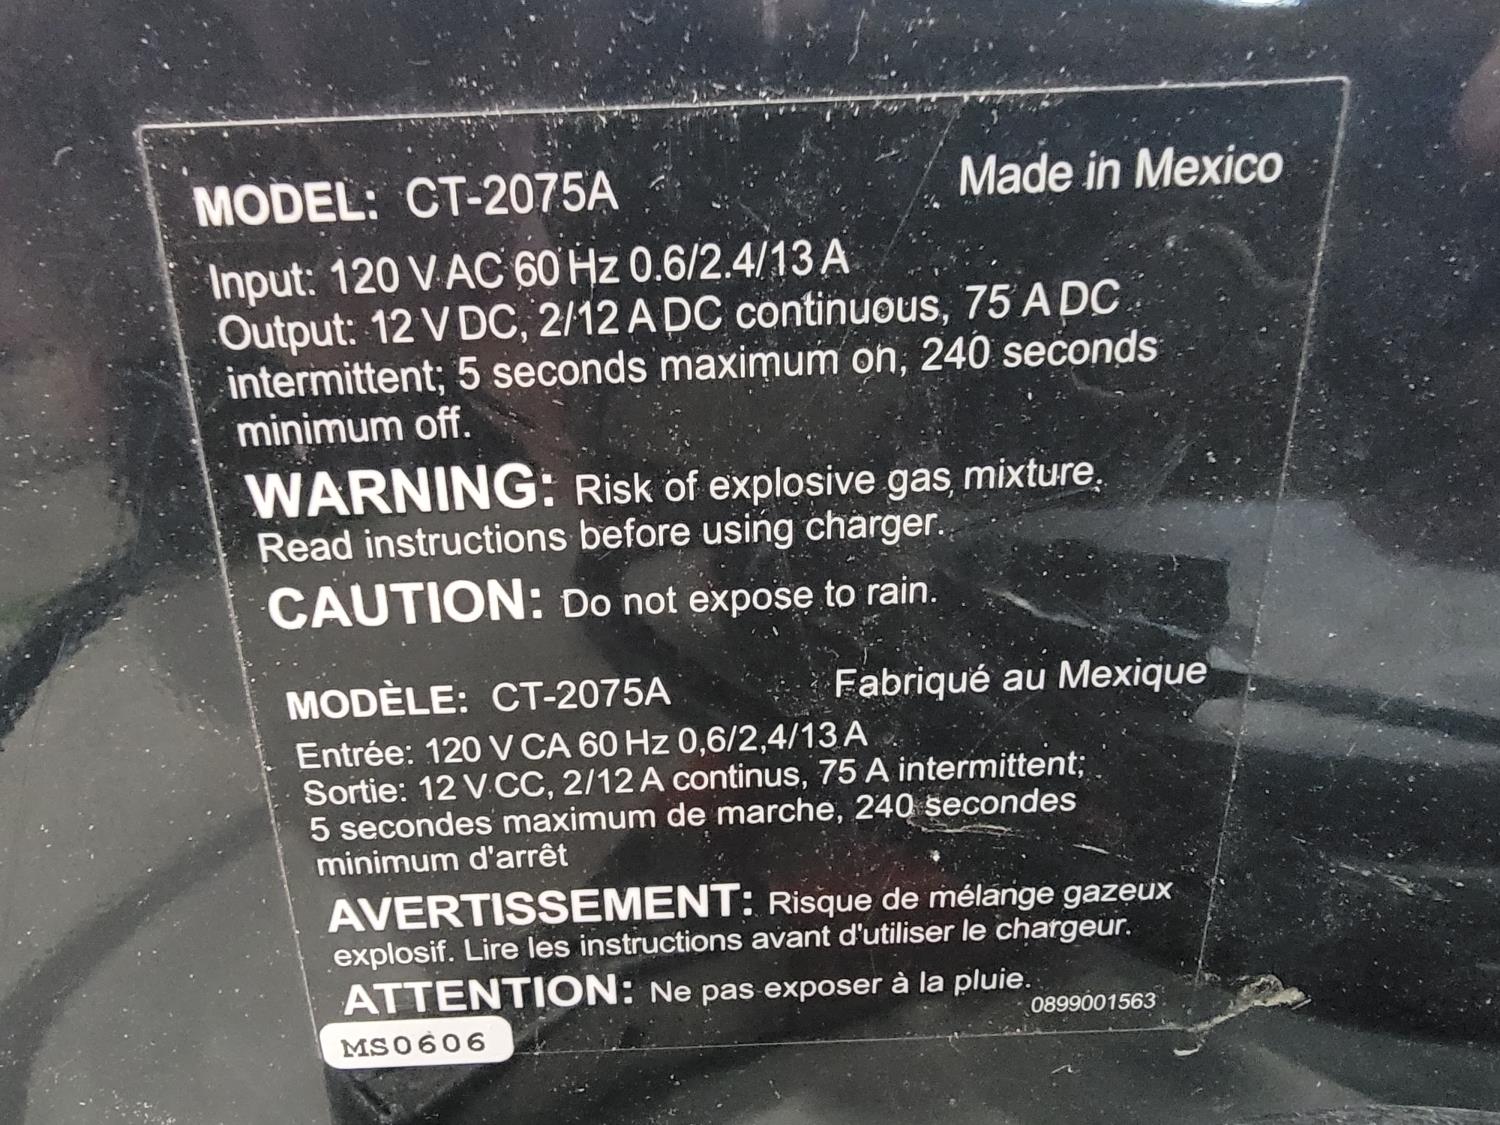 MODEL: CT-2075A Made in Mexico
Input: 120 V AC 60 Hz 0.6/2.4/13 A
Output: 12 V DC, 2/12 A DC continuous, 75 A DC
intermittent; 5 seconds maximum on, 240 seconds
minimum off.
WARNING: Risk of explosive gas mixture.
Read instructions before using charger.
CAUTION: Do not expose to rain.
MODÈLE: CT-2075A Fabriqué au Mexique
Entrée: 120 V CA 60 Hz 0,6/2,4/13 A
Sortie: 12 V CC, 2/12 A continus, 75 A intermittent;
5 secondes maximum de marche, 240 secondes
minimum d'arrêt
AVERTISSEMENT: Risque de mélange gazeux
explosif. Lire les instructions avant d'utiliser le chargeur.
ATTENTION: Ne pas exposer à la pluie.
0899001563
MS0606